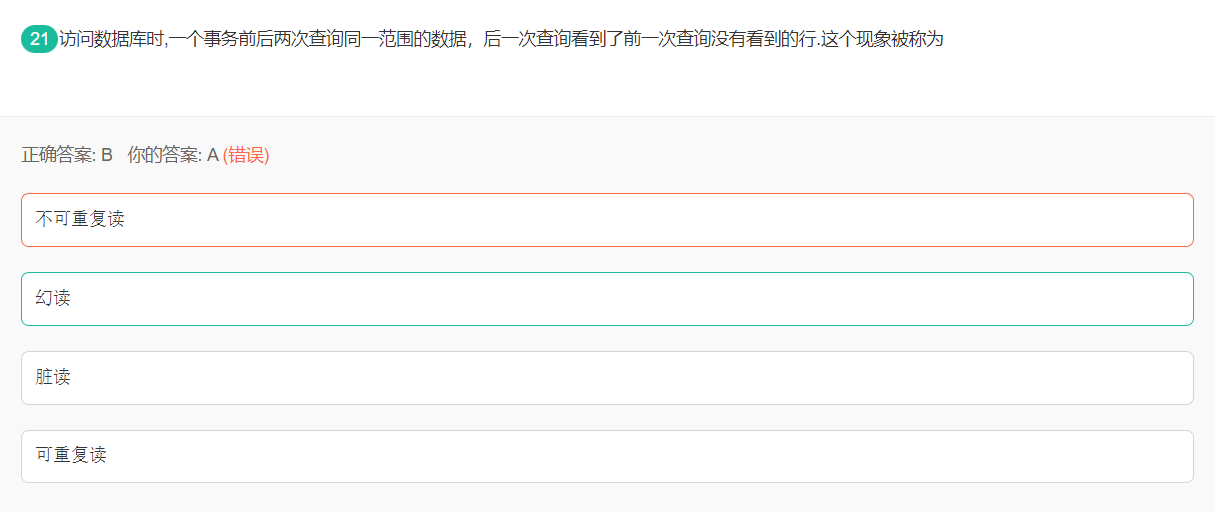 21 访问数据库时,一个事务前后两次查询同一范围的数据，后一次查询看到了前一次查询没有看到的行.这个现象被称为
正确答案: B 你的答案: A (错误)
不可重复读
幻读
脏读
可重复读